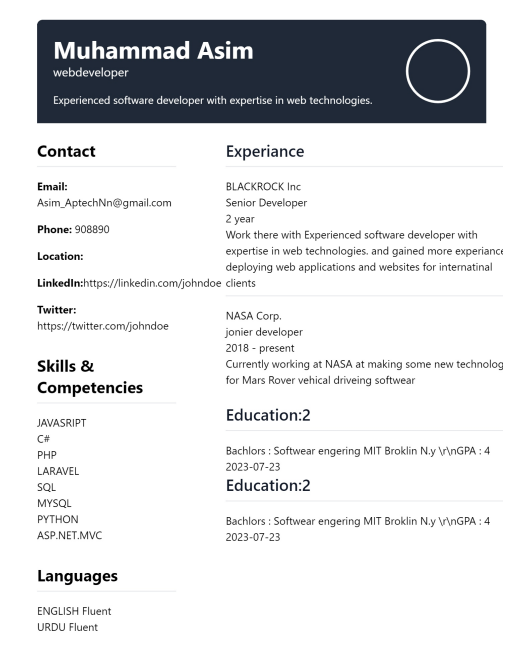 Muhammad Asim
webdeveloper
Experienced software developer with expertise in web technologies.
Contact
Email:
Asim_AptechNn@gmail.com
Phone: 908890
Location:
LinkedIn:https://linkedin.com/johndoe
Twitter:
https://twitter.com/johndoe
Skills &
Competencies
JAVASRIPT
C#
PHP
LARAVEL
SQL
MYSQL
PYTHON
ASP.NET.MVC
Languages
ENGLISH Fluent
URDU Fluent
Experiance
BLACKROCK Inc
Senior Developer
2 year
Work there with Experienced software developer with
expertise in web technologies. and gained more experiance
deploying web applications and websites for internatinal
clients
NASA Corp.
jonier developer
2018 - present
Currently working at NASA at making some new technolog
for Mars Rover vehical driveing softwear
Education:2
Bachlors : Softwear engering MIT Broklin N.y \r\nGPA : 4
2023-07-23
Education:2
Bachlors : Softwear engering MIT Broklin N.y \r\nGPA : 4
2023-07-23